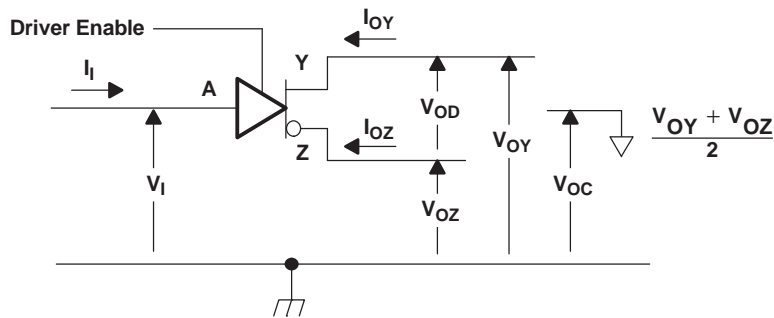 Driver Enable
I_OY
I_I
A
Y
V_OD
V_OY
I_OZ
Z
V_I
V_OZ
V_OC
V_OY + V_OZ
2